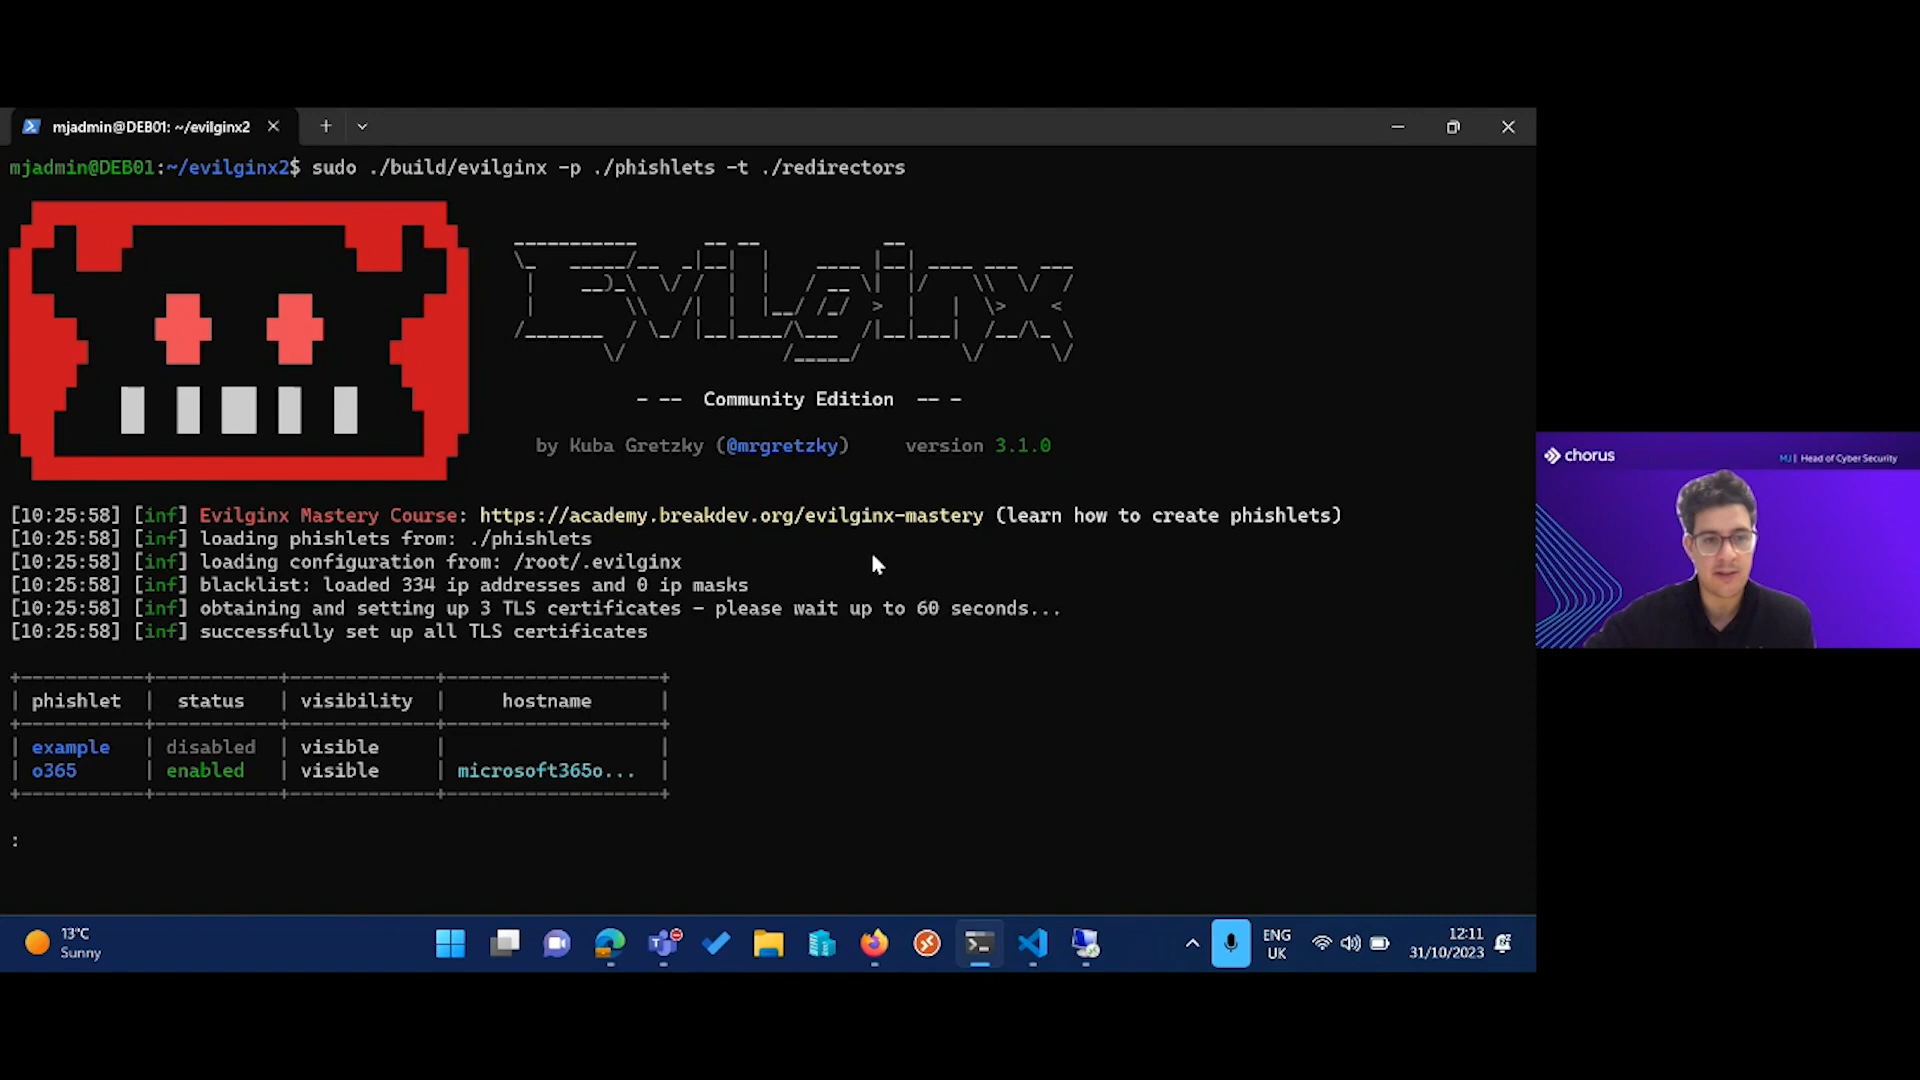 mjadmin@DEB01: ~/evilginx2
mjadmin@DEB01:~/evilginx2$ sudo ./build/evilginx -p ./phishlets -t ./redirectors
Evilginx
- -- Community Edition -- -
by Kuba Gretzky (@mrgretzky) version 3.1.0
[10:25:58] [inf] Evilginx Mastery Course: https://academy.breakdev.org/evilginx-mastery (learn how to create phishlets)
[10:25:58] [inf] loading phishlets from: ./phishlets
[10:25:58] [inf] loading configuration from: /root/.evilginx
[10:25:58] [inf] blacklist: loaded 334 ip addresses and 0 ip masks
[10:25:58] [inf] obtaining and setting up 3 TLS certificates - please wait up to 60 seconds...
[10:25:58] [inf] successfully set up all TLS certificates
| phishlet | status | visibility | hostname |
| example | disabled | visible | |
| o365 | enabled | visible | microsoft365o... |
:
chorus
MJ | Head of Cyber Security
13°C
Sunny
ENG
UK
12:11
31/10/2023